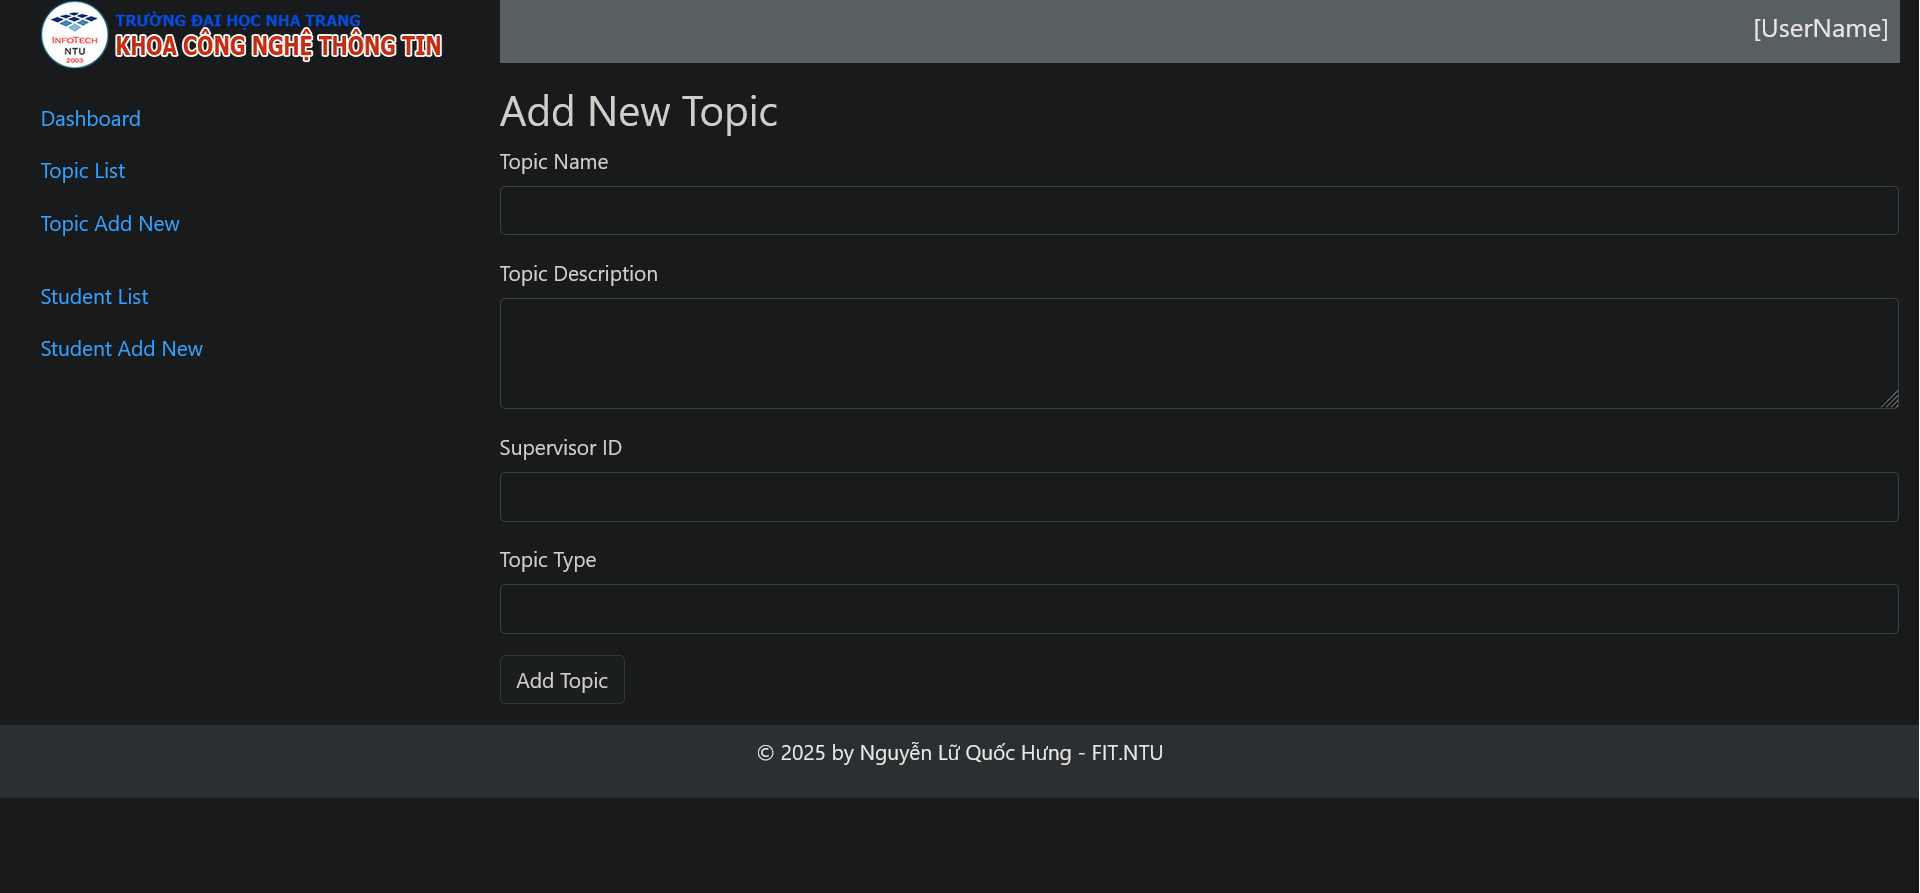 INFOTECH
NTU
2003
TRƯỜNG ĐẠI HỌC NHA TRANG
KHOA CÔNG NGHỆ THÔNG TIN
[UserName]
Dashboard
Topic List
Topic Add New
Student List
Student Add New
Add New Topic
Topic Name
Topic Description
Supervisor ID
Topic Type
Add Topic
© 2025 by Nguyễn Lữ Quốc Hưng - FIT.NTU